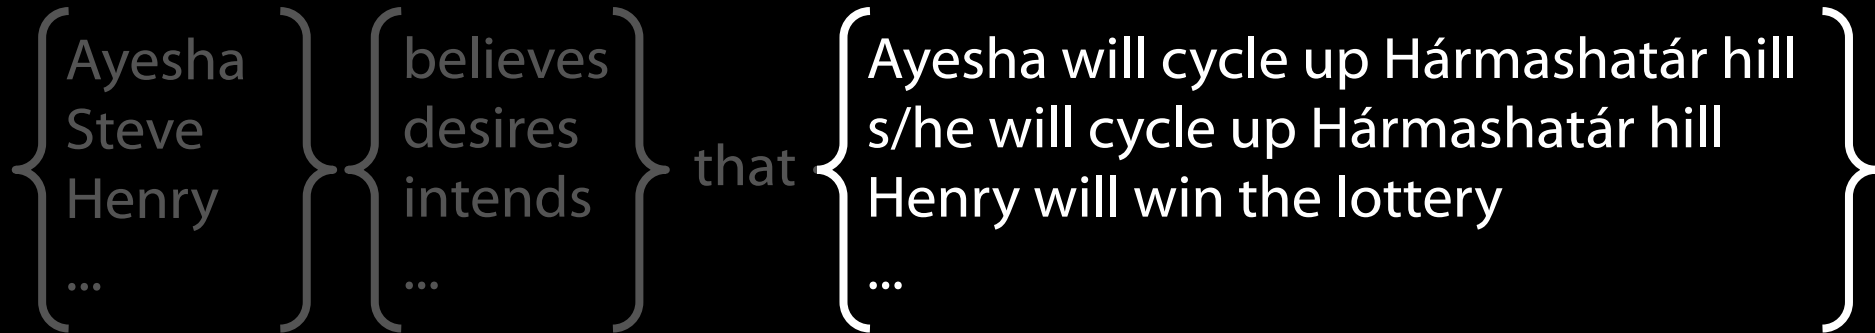 Ayesha
Steve
Henry
...
believes
desires
intends
...
that
Ayesha will cycle up Hármashatár hill
s/he will cycle up Hármashatár hill
Henry will win the lottery
...